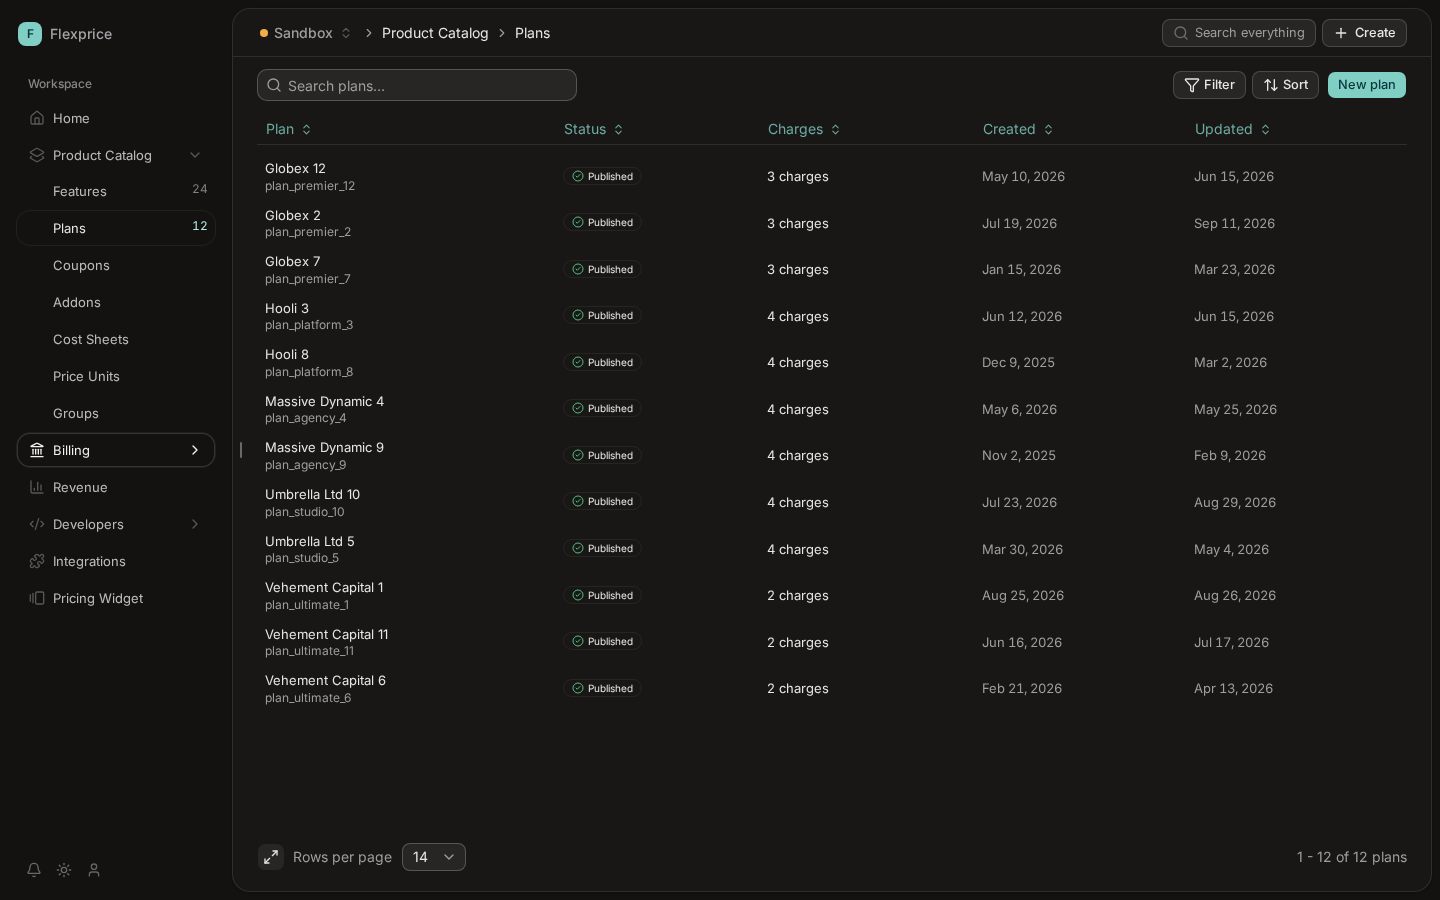 F Flexprice
Workspace
Home
Product Catalog
Features 24
Plans 12
Coupons
Addons
Cost Sheets
Price Units
Groups
Billing
Revenue
Developers
Integrations
Pricing Widget
Sandbox Product Catalog Plans
Search everything
Create
Search plans...
Filter
Sort
New plan
Plan Status Charges Created Updated
Globex 12
plan_premier_12
Published 3 charges May 10, 2026 Jun 15, 2026
Globex 2
plan_premier_2
Published 3 charges Jul 19, 2026 Sep 11, 2026
Globex 7
plan_premier_7
Published 3 charges Jan 15, 2026 Mar 23, 2026
Hooli 3
plan_platform_3
Published 4 charges Jun 12, 2026 Jun 15, 2026
Hooli 8
plan_platform_8
Published 4 charges Dec 9, 2025 Mar 2, 2026
Massive Dynamic 4
plan_agency_4
Published 4 charges May 6, 2026 May 25, 2026
Massive Dynamic 9
plan_agency_9
Published 4 charges Nov 2, 2025 Feb 9, 2026
Umbrella Ltd 10
plan_studio_10
Published 4 charges Jul 23, 2026 Aug 29, 2026
Umbrella Ltd 5
plan_studio_5
Published 4 charges Mar 30, 2026 May 4, 2026
Vehement Capital 1
plan_ultimate_1
Published 2 charges Aug 25, 2026 Aug 26, 2026
Vehement Capital 11
plan_ultimate_11
Published 2 charges Jun 16, 2026 Jul 17, 2026
Vehement Capital 6
plan_ultimate_6
Published 2 charges Feb 21, 2026 Apr 13, 2026
Rows per page 14
1 - 12 of 12 plans